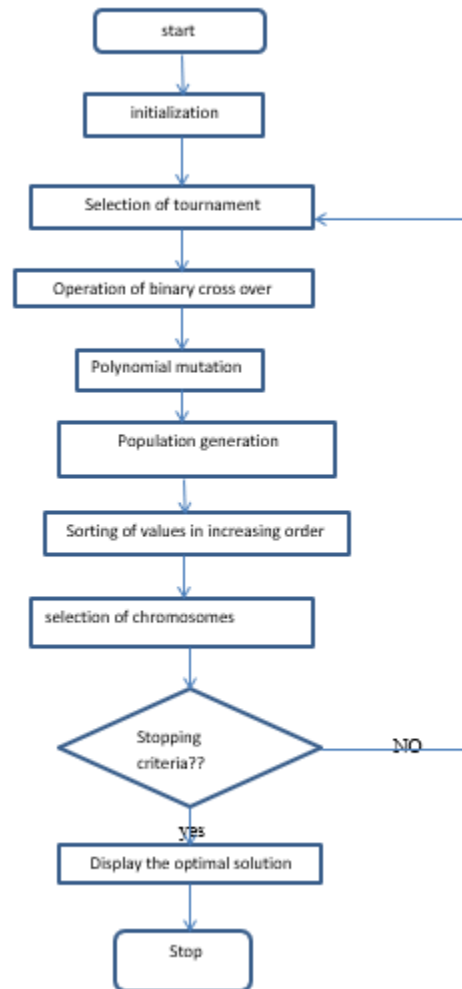 start
initialization
Selection of tournament
Operation of binary cross over
Polynomial mutation
Population generation
Sorting of values in increasing order
selection of chromosomes
Stopping
criteria??
NO
yes
Display the optimal solution
Stop